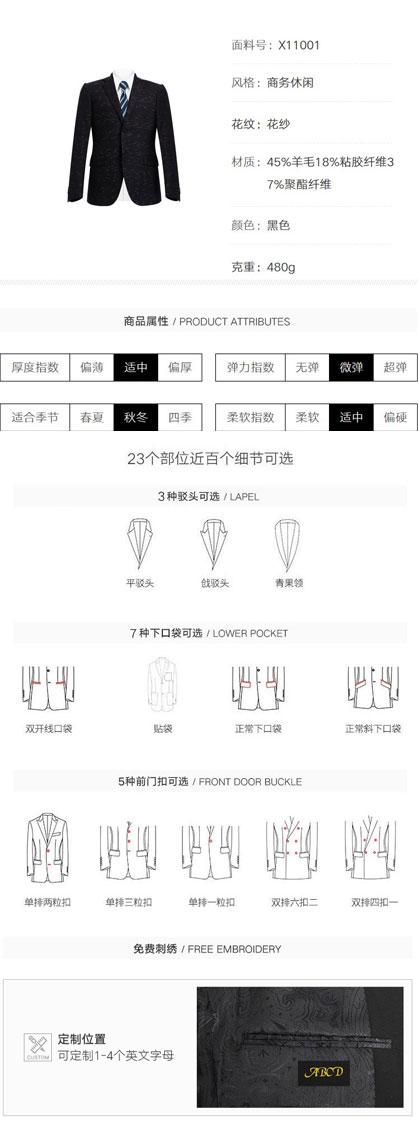 面料号：X11001
风格：商务休闲
花纹：花纱
材质：45%羊毛18%粘胶纤维3
7%聚酯纤维
颜色：黑色
克重：480g
商品属性 / PRODUCT ATTRIBUTES
厚度指数 偏薄 适中 偏厚
弹力指数 无弹 微弹 超弹
适合季节 春夏 秋冬 四季
柔软指数 柔软 适中 偏硬
23个部位近百个细节可选
3种驳头可选 / LAPEL
平驳头 戗驳头 青果领
7种下口袋可选 / LOWER POCKET
双开线口袋 贴袋 正常下口袋 正常斜下口袋
5种前门扣可选 / FRONT DOOR BUCKLE
单排两粒扣 单排三粒扣 单排一粒扣 双排六扣二 双排四扣一
免费刺绣 / FREE EMBROIDERY
定制位置
CUSTOM
可定制1-4个英文字母
ABCD